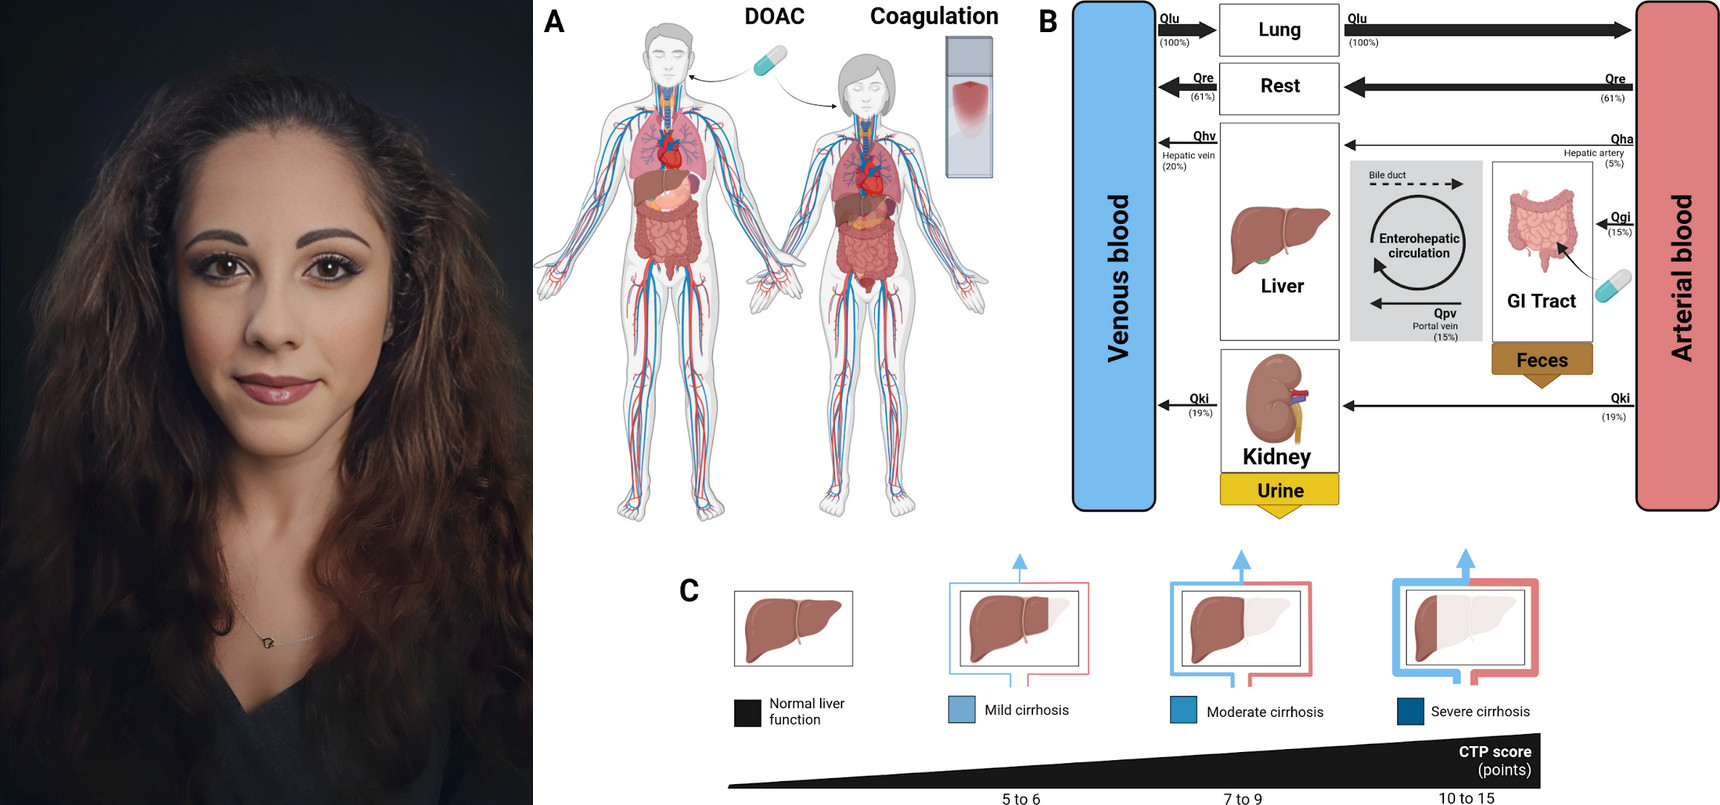 A
DOAC
Coagulation
B
Venous blood
Arterial blood
Qlu
(100%)
Lung
Qlu
(100%)
Qre
(61%)
Rest
Qre
(61%)
Qhv
Hepatic vein
(20%)
Qha
Hepatic artery
(5%)
Bile duct
Enterohepatic
circulation
Qpv
Portal vein
(15%)
Liver
Qgi
(15%)
GI Tract
Feces
Qki
(19%)
Kidney
Qki
(19%)
Urine
C
Normal liver
function
Mild cirrhosis
Moderate cirrhosis
Severe cirrhosis
CTP score
(points)
5 to 6
7 to 9
10 to 15